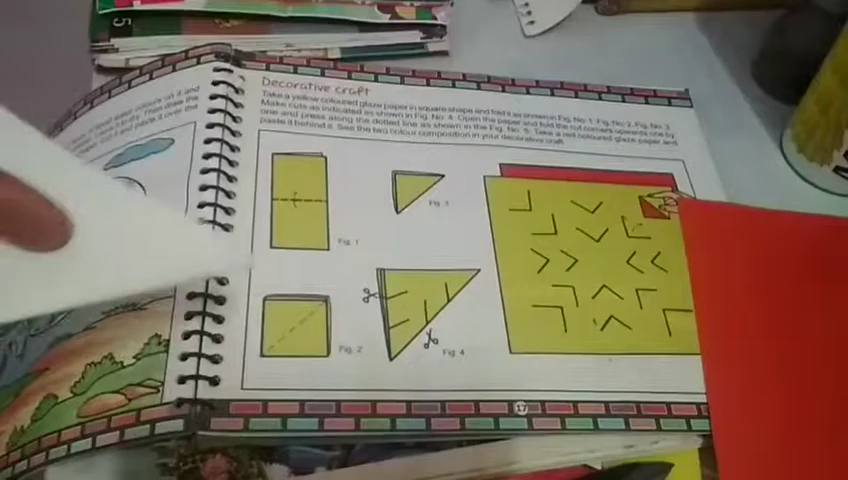 Decorative craft
Take a yellow coloured glaze paper in square shape and fold it as shown in Fig. No. 1, Fig. No. 2, Fig. No. 3.
Make cuts as indicated as shown in Fig. No. 4. Open the paper and fold the cut corners upwards one by
one and press along the dotted line as shown in the Fig. No. 5. Take a red coloured glaze paper and
paste it behind it. See the two colour composition in your decorative craft.
Fig. 1
Fig. 3
Fig. 2
Fig. 4
17
5